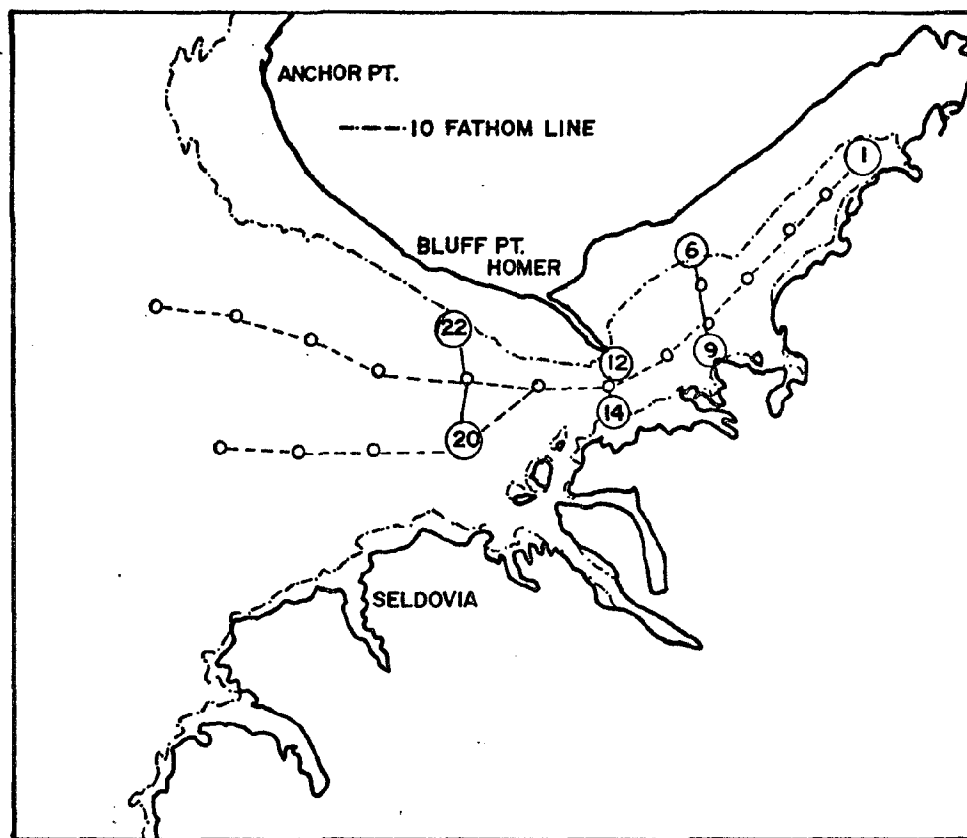 ANCHOR PT.
10 FATHOM LINE
1
BLUFF PT.
HOMER
6
22
12
9
14
20
SELDOVIA